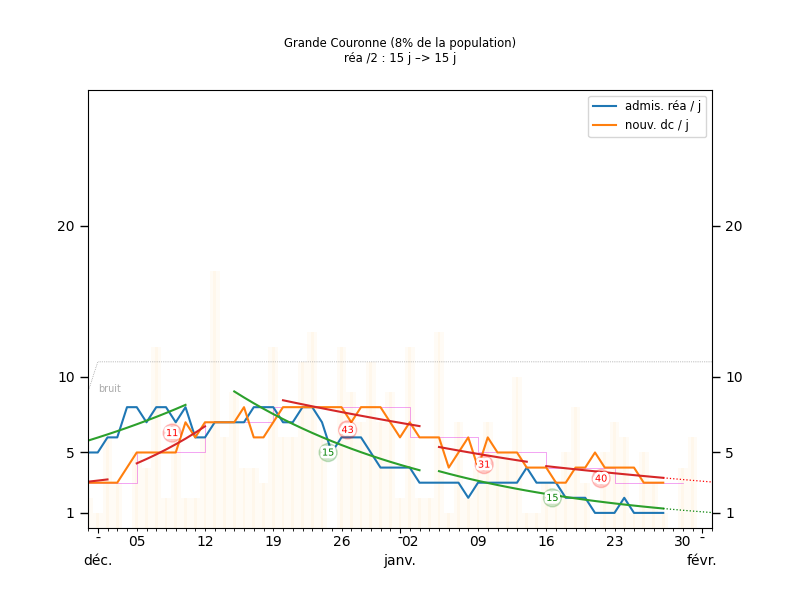 Grande Couronne (8% de la population)
réa /2 : 15 j –> 15 j
admis. réa / j
nouv. dc / j
20
20
10
10
bruit
11
43
15
5
5
31
40
15
1
1
05
12
19
26
02
09
16
23
30
déc.
janv.
févr.